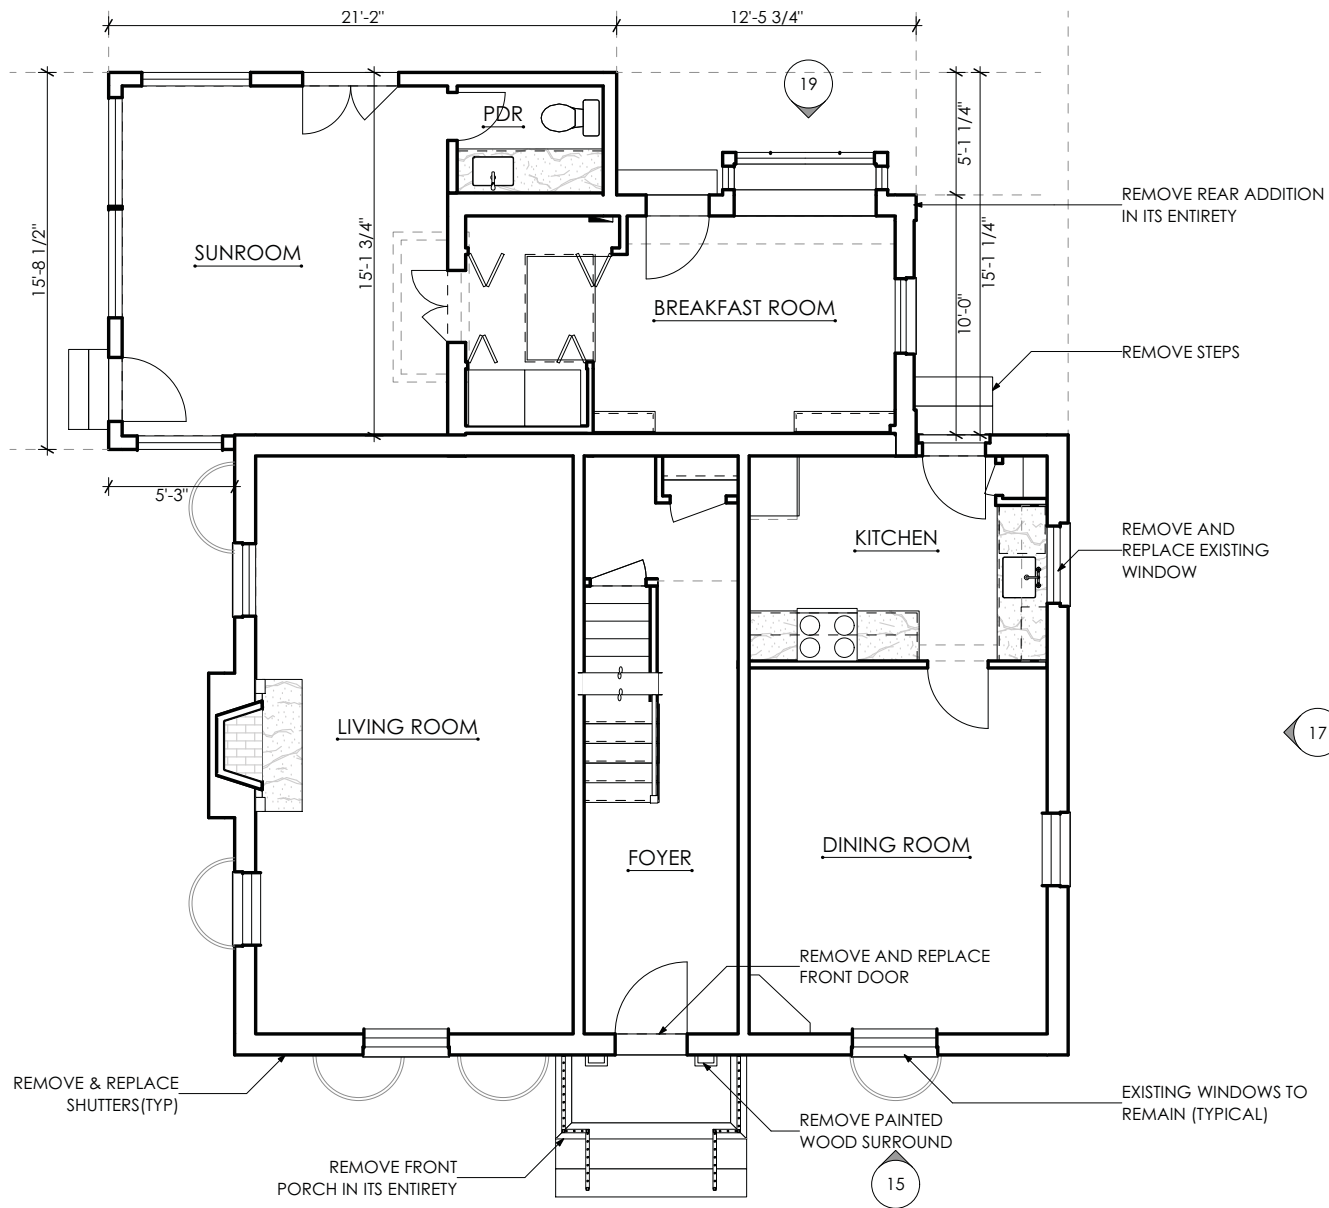 21'-2"
12'-5 3/4"
19
5'-1 1/4"
PDR
REMOVE REAR ADDITION
IN ITS ENTIRETY
SUNROOM
15'-8 1/2"
15'-1 3/4"
15'-1 1/4"
10'-0"
BREAKFAST ROOM
REMOVE STEPS
5'-3"
KITCHEN
REMOVE AND
REPLACE EXISTING
WINDOW
LIVING ROOM
17
DINING ROOM
FOYER
REMOVE AND REPLACE
FRONT DOOR
REMOVE & REPLACE
SHUTTERS(TYP)
EXISTING WINDOWS TO
REMAIN (TYPICAL)
REMOVE PAINTED
WOOD SURROUND
REMOVE FRONT
PORCH IN ITS ENTIRETY
15